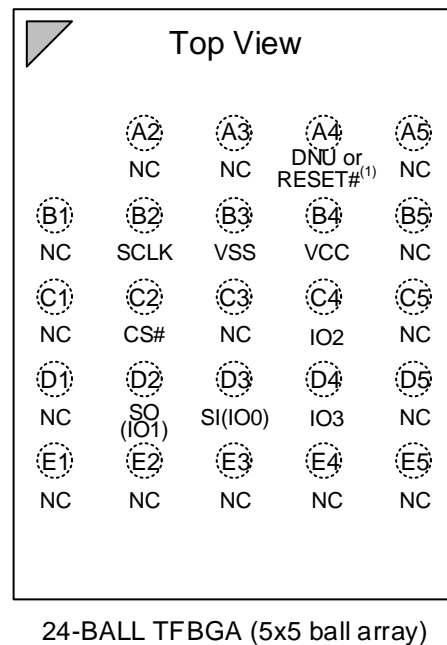 Top View
A2 A3 A4 A5
NC NC DNU or RESET#(1) NC
B1 B2 B3 B4 B5
NC SCLK VSS VCC NC
C1 C2 C3 C4 C5
NC CS# NC IO2 NC
D1 D2 D3 D4 D5
NC SO (IO1) SI(IO0) IO3 NC
E1 E2 E3 E4 E5
NC NC NC NC NC
24-BALL TFBGA (5x5 ball array)